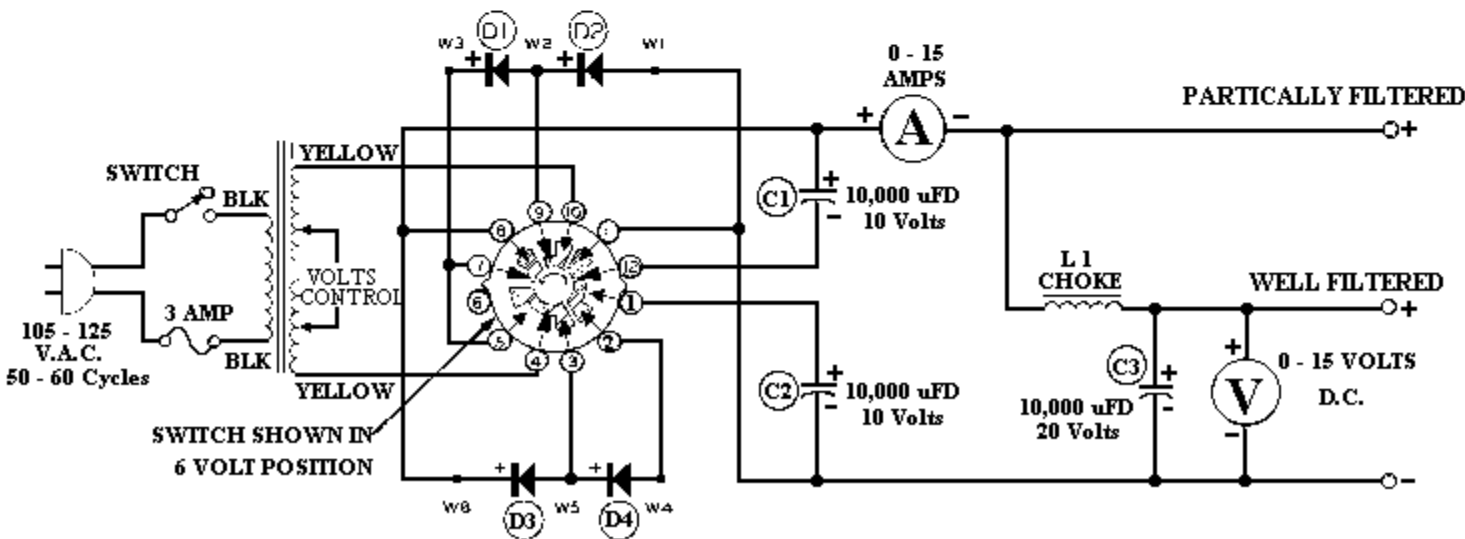 W3
D1
W2
D2
W1
+
+
0 - 15
AMPS
+
A
-
PARTICALLY FILTERED
+
YELLOW
SWITCH
BLK
C1
+
10,000 uFD
10 Volts
-
9
10
8
7
12
6
1
5
2
4
3
VOLTS
CONTROL
L 1
CHOKE
WELL FILTERED
+
3 AMP
105 - 125
V.A.C.
50 - 60 Cycles
BLK
YELLOW
C2
+
10,000 uFD
10 Volts
-
C3
+
10,000 uFD
20 Volts
-
+
V
-
0 - 15 VOLTS
D.C.
SWITCH SHOWN IN
6 VOLT POSITION
+
+
W8
D3
W5
D4
W4
-